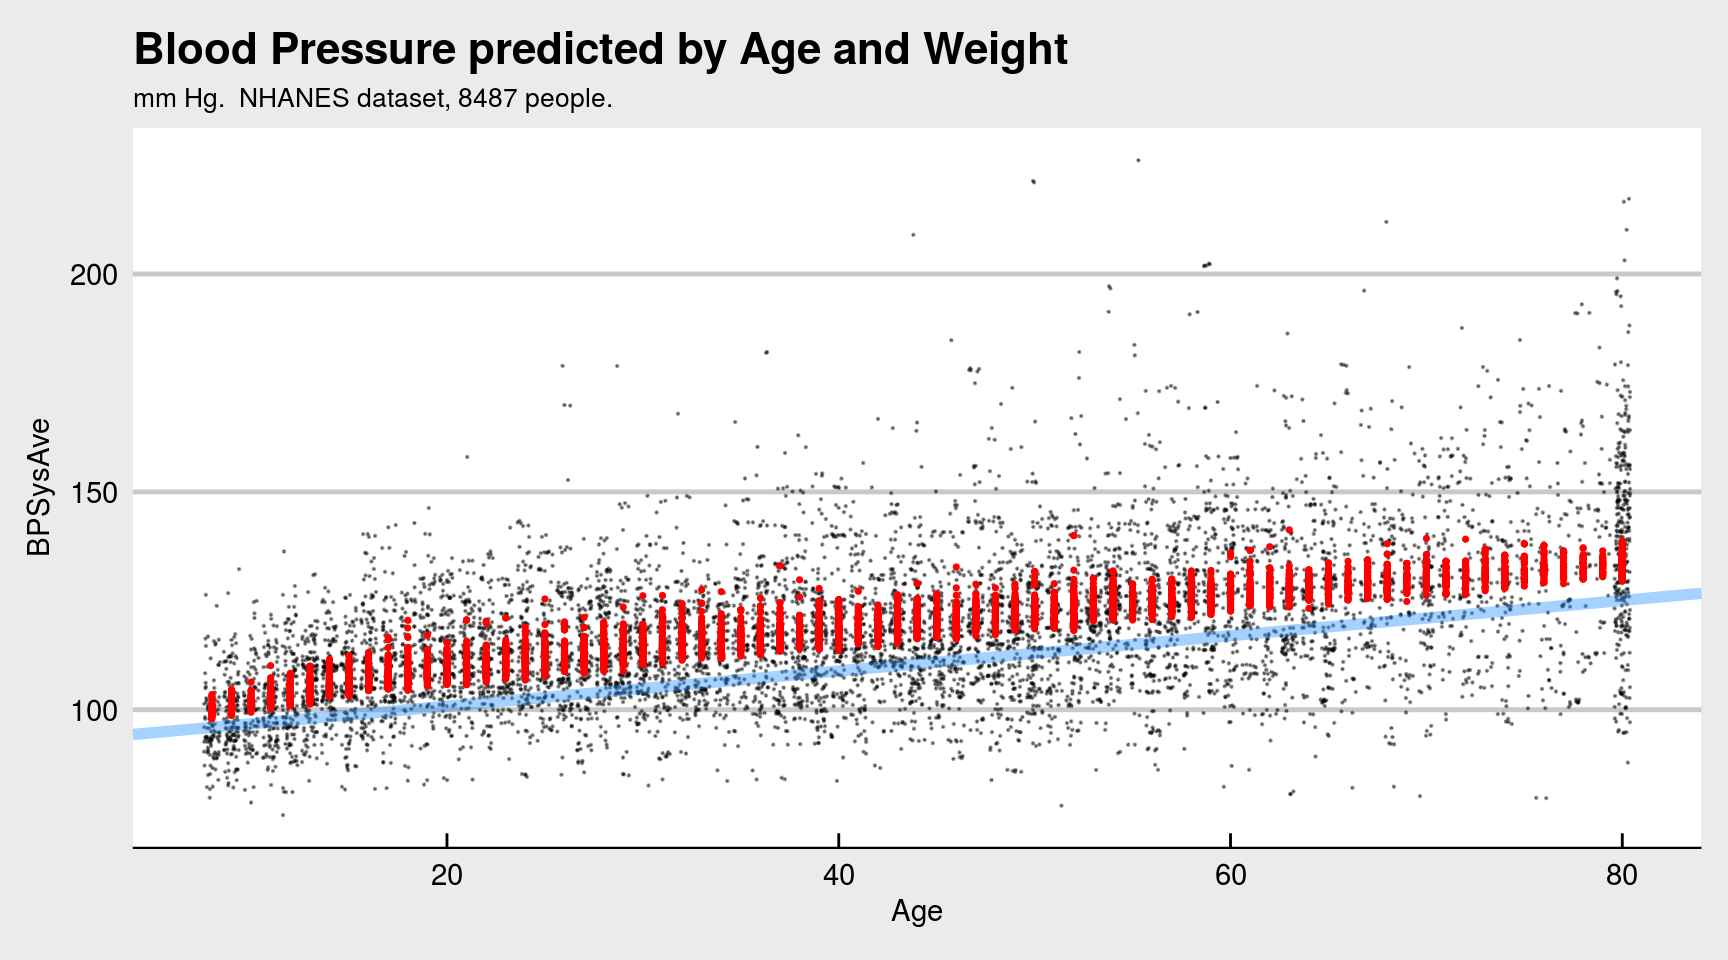 Blood Pressure predicted by Age and Weight
mm Hg.  NHANES dataset, 8487 people.
200
150
100
BPSysAve
20 40 60 80
Age